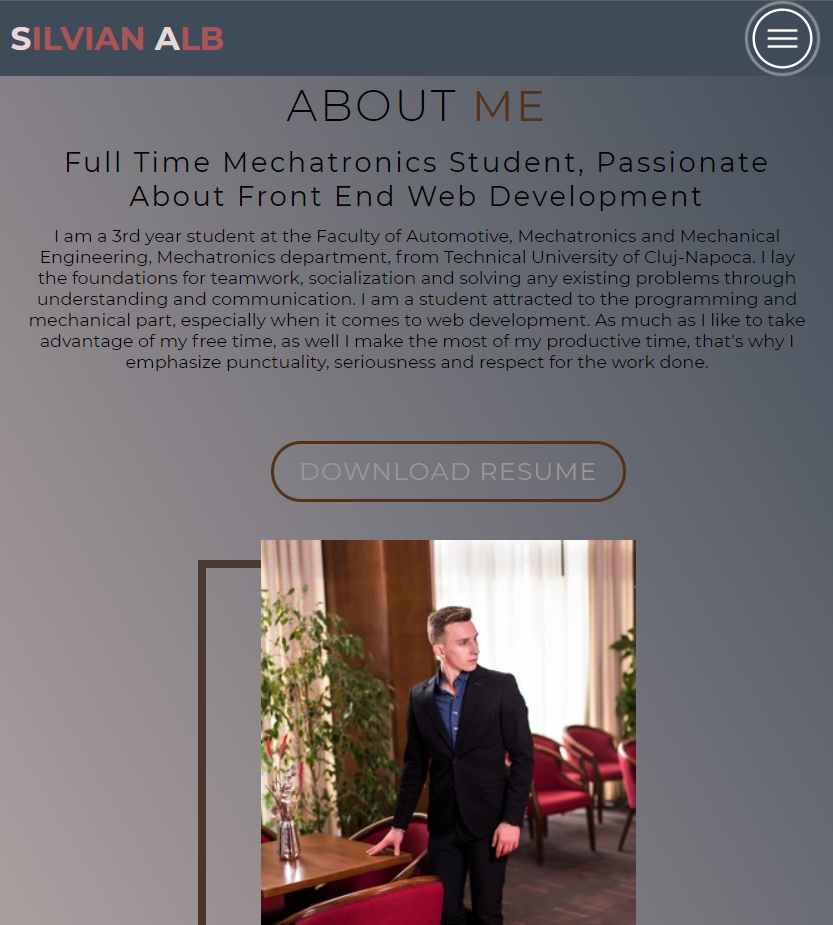 SILVIAN ALB
ABOUT ME
Full Time Mechatronics Student, Passionate
About Front End Web Development
I am a 3rd year student at the Faculty of Automotive, Mechatronics and Mechanical
Engineering, Mechatronics department, from Technical University of Cluj-Napoca. I lay
the foundations for teamwork, socialization and solving any existing problems through
understanding and communication. I am a student attracted to the programming and
mechanical part, especially when it comes to web development. As much as I like to take
advantage of my free time, as well I make the most of my productive time, that's why I
emphasize punctuality, seriousness and respect for the work done.
DOWNLOAD RESUME